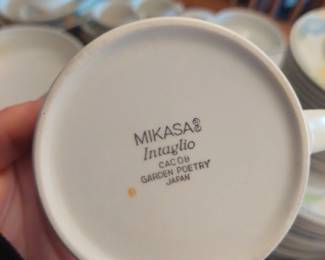 MIKASA®
Intaglio
CAC08
GARDEN POETRY
JAPAN